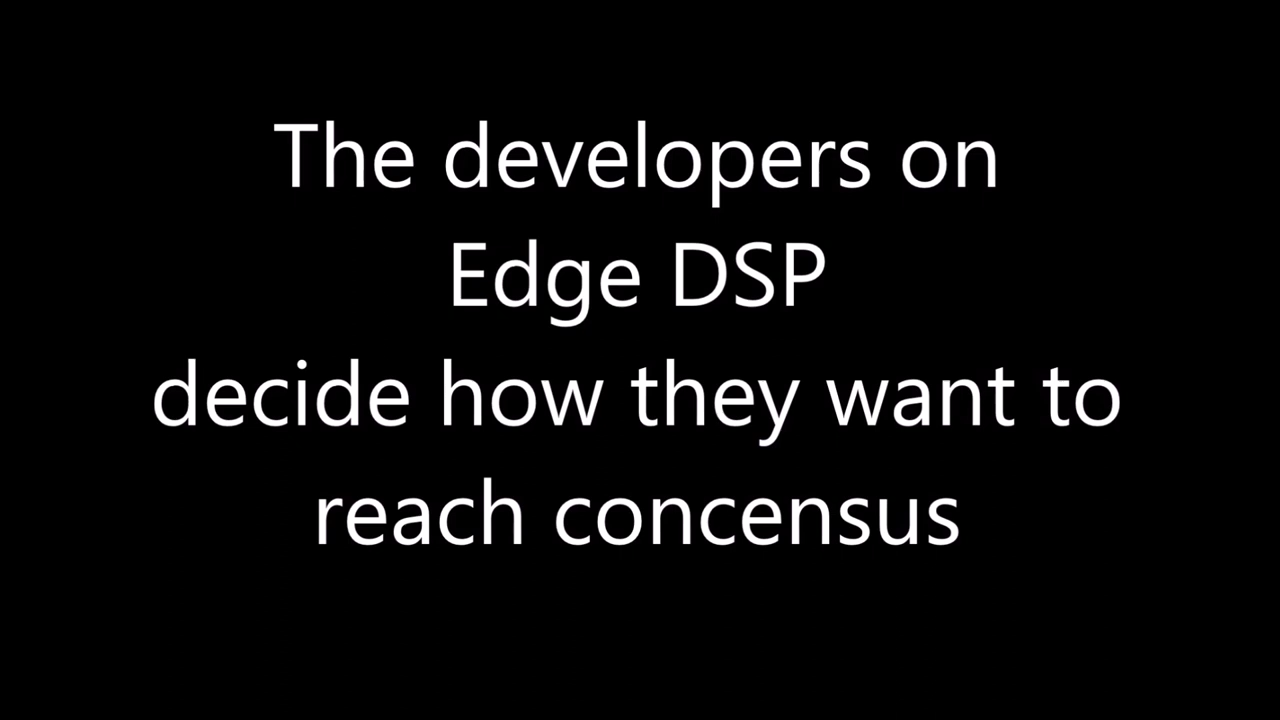 The developers on
Edge DSP
decide how they want to
reach concensus